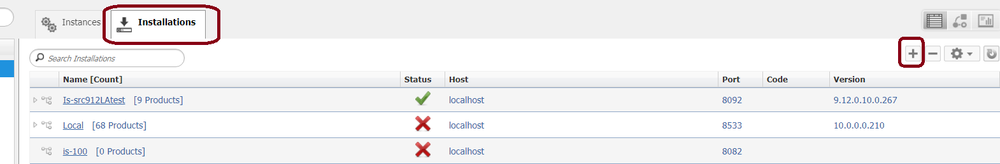 Instances Installations
Search Installations
Name [Count] Status Host Port Code Version
Is-src912LAtest [9 Products] localhost 8092 9.12.0.10.0.267
Local [68 Products] localhost 8533 10.0.0.0.210
is-100 [0 Products] localhost 8082